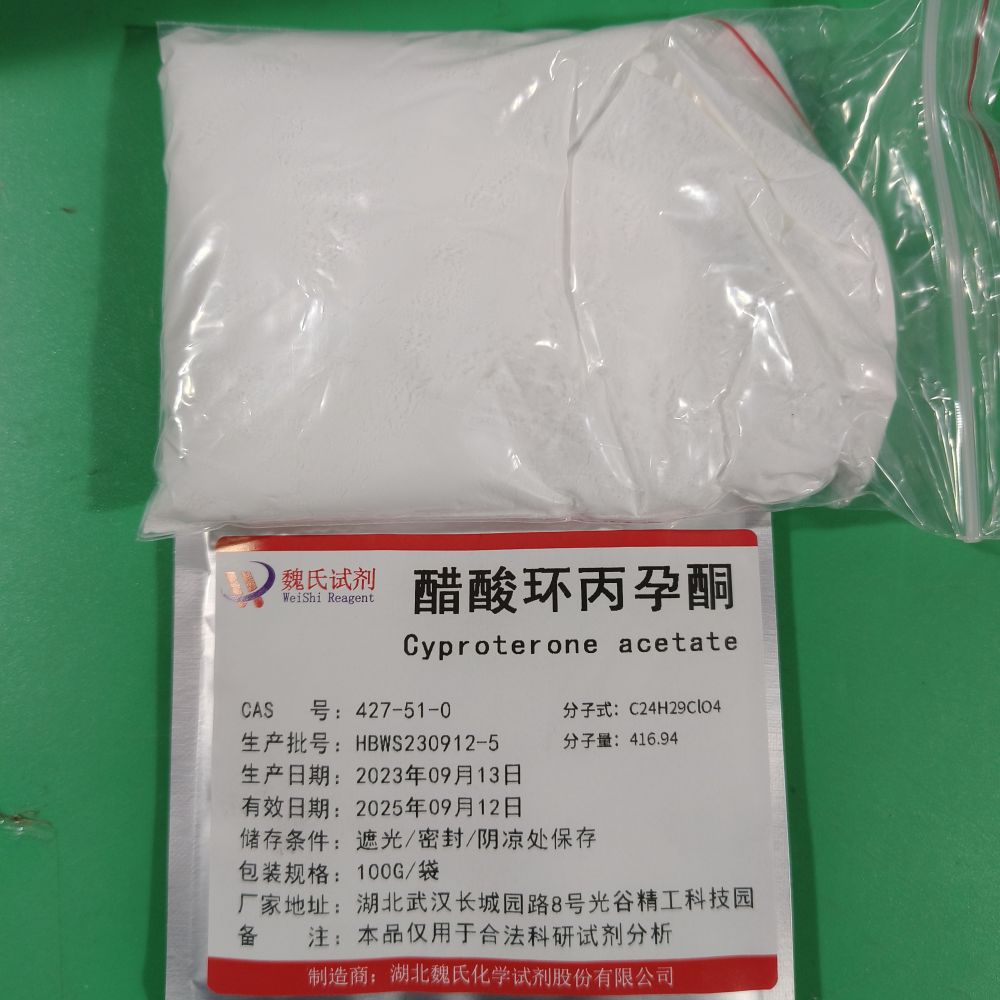 魏氏试剂
WeiShi Reagent
醋酸环丙孕酮
Cyproterone acetate
CAS 号：427-51-0
分子式：C24H29ClO4
生产批号：HBWS230912-5
分子量：416.94
生产日期：2023年09月13日
有效日期：2025年09月12日
储存条件：遮光/密封/阴凉处保存
包装规格：100G/袋
厂家地址：湖北武汉长城园路8号光谷精工科技园
备 注：本品仅用于合法科研试剂分析
制造商：湖北魏氏化学试剂股份有限公司